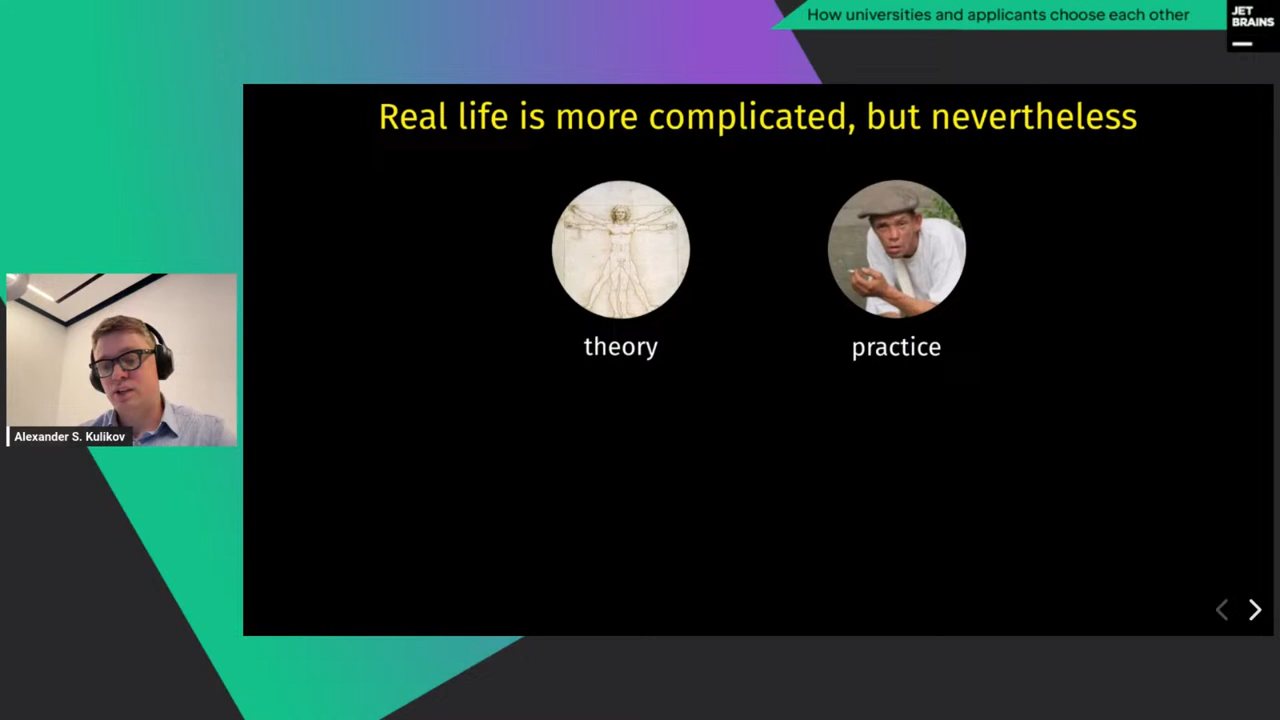 How universities and applicants choose each other
JET
BRAINS
Real life is more complicated, but nevertheless
theory
practice
Alexander S. Kulikov